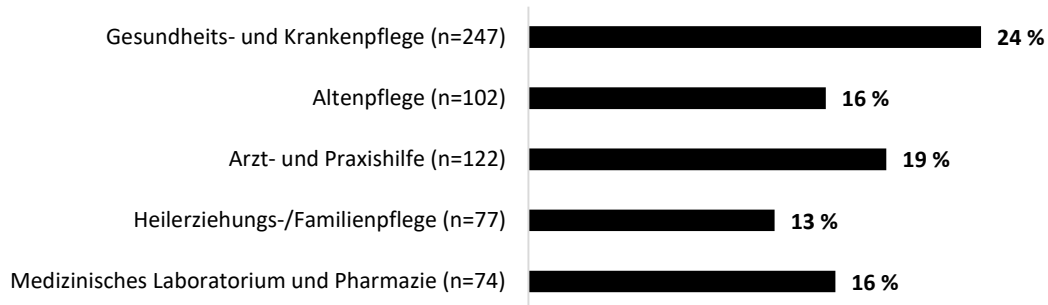 Gesundheits- und Krankenpflege (n=247) 24 %
Altenpflege (n=102) 16 %
Arzt- und Praxishilfe (n=122) 19 %
Heilerziehungs-/Familienpflege (n=77) 13 %
Medizinisches Laboratorium und Pharmazie (n=74) 16 %